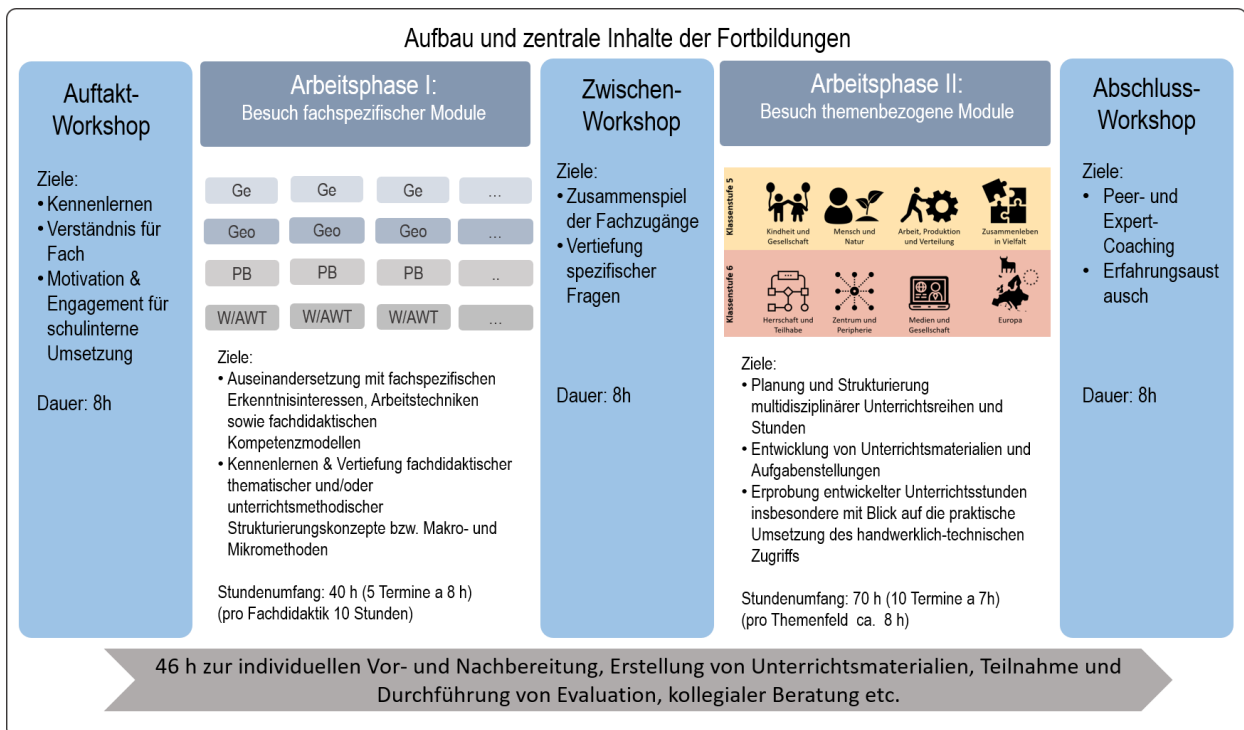 Aufbau und zentrale Inhalte der Fortbildungen
Auftakt-
Workshop
Ziele:
• Kennenlernen
• Verständnis für
Fach
• Motivation &
Engagement für
schulinterne
Umsetzung
Dauer: 8h
Arbeitsphase I:
Besuch fachspezifischer Module
Ge Ge Ge ...
Geo Geo Geo ...
PB PB PB ..
W/AWT W/AWT W/AWT ...
Ziele:
• Auseinandersetzung mit fachspezifischen
Erkenntnisinteressen, Arbeitstechniken
sowie fachdidaktischen
Kompetenzmodellen
• Kennenlernen & Vertiefung fachdidaktischer
thematischer und/oder
unterrichtsmethodischer
Strukturierungskonzepte bzw. Makro- und
Mikromethoden
Stundenumfang: 40 h (5 Termine a 8 h)
(pro Fachdidaktik 10 Stunden)
Zwischen-
Workshop
Ziele:
• Zusammenspiel
der Fachzugänge
• Vertiefung
spezifischer
Fragen
Dauer: 8h
Arbeitsphase II:
Besuch themenbezogene Module
Klassenstufe 5
Kindheit und
Gesellschaft
Mensch und
Natur
Arbeit, Produktion
und Verteilung
Zusammenleben
in Vielfalt
Klassenstufe 6
Herrschaft und
Teilhabe
Zentrum und
Peripherie
Medien und
Gesellschaft
Europa
Ziele:
• Planung und Strukturierung
multidisziplinärer Unterrichtsreihen und
Stunden
• Entwicklung von Unterrichtsmaterialien und
Aufgabenstellungen
• Erprobung entwickelter Unterrichtsstunden
insbesondere mit Blick auf die praktische
Umsetzung des handwerklich-technischen
Zugriffs
Stundenumfang: 70 h (10 Termine a 7h)
(pro Themenfeld ca. 8 h)
Abschluss-
Workshop
Ziele:
• Peer- und
Expert-
Coaching
• Erfahrungsaust
ausch
Dauer: 8h
46 h zur individuellen Vor- und Nachbereitung, Erstellung von Unterrichtsmaterialien, Teilnahme und
Durchführung von Evaluation, kollegialer Beratung etc.